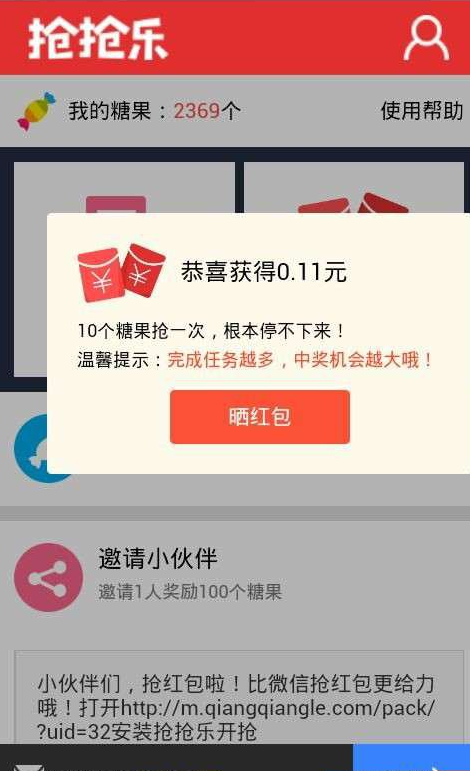 抢抢乐
我的糖果：2369个
使用帮助
恭喜获得0.11元
10个糖果抢一次，根本停不下来！
温馨提示：完成任务越多，中奖机会越大哦！
晒红包
邀请小伙伴
邀请1人奖励100个糖果
小伙伴们，抢红包啦！比微信抢红包更给力
哦！打开http://m.qiangqiangle.com/pack/
?uid=32安装抢抢乐开抢